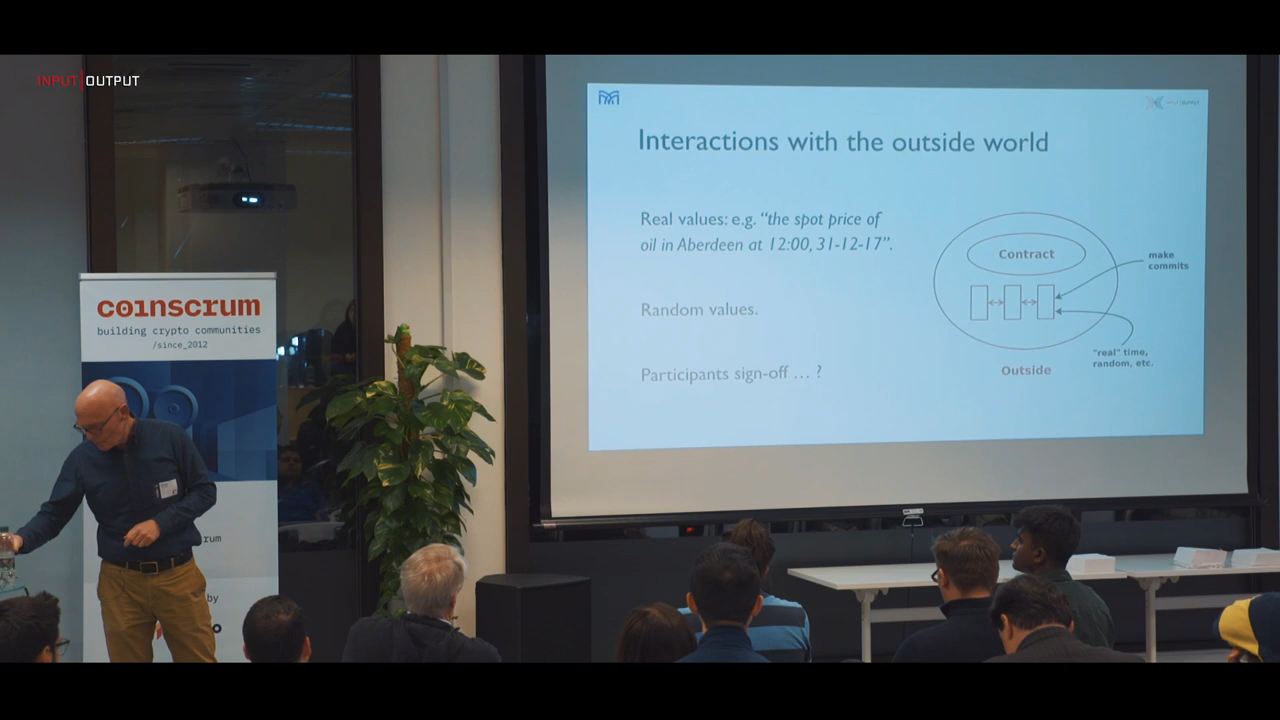 INPUT|OUTPUT
Interactions with the outside world
Real values: e.g. “the spot price of
oil in Aberdeen at 12:00, 31-12-17”.
Random values.
Participants sign-off … ?
Contract
make
commits
"real" time,
random, etc.
Outside
coinscrum
building crypto communities
/since_2012
rum
by
o